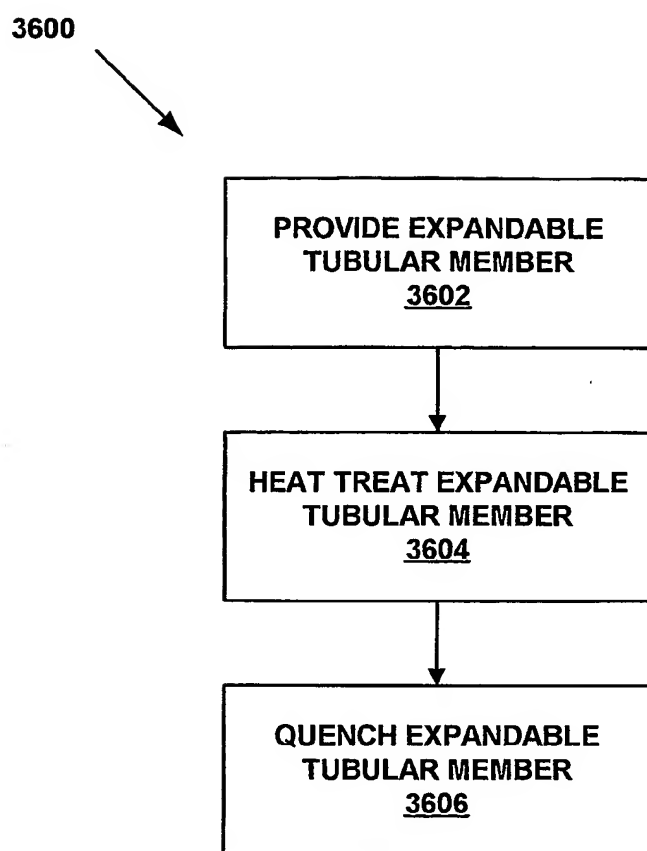 3600
PROVIDE EXPANDABLE
TUBULAR MEMBER
3602
HEAT TREAT EXPANDABLE
TUBULAR MEMBER
3604
QUENCH EXPANDABLE
TUBULAR MEMBER
3606